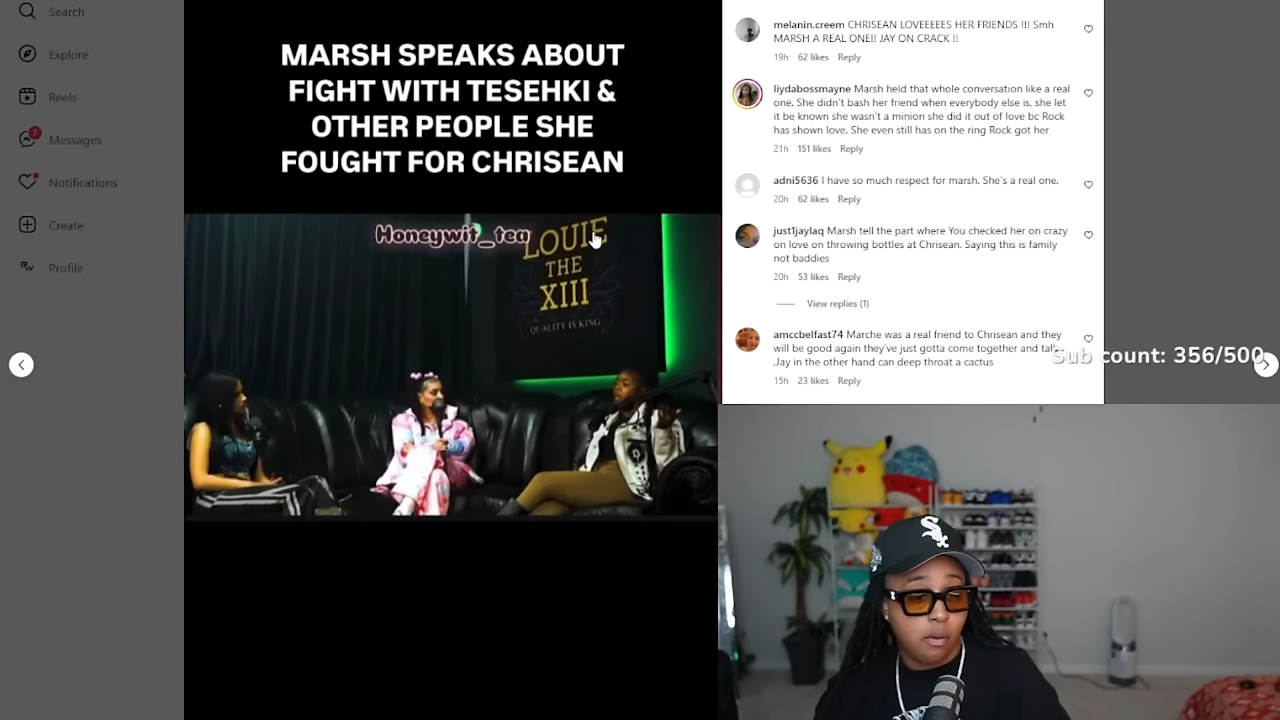 Search
Explore
Reels
7
Messages
Notifications
Create
Profile
MARSH SPEAKS ABOUT
FIGHT WITH TESEHKI &
OTHER PEOPLE SHE
FOUGHT FOR CHRISEAN
Honeywit_tea
LOUIE
THE
XIII
QUALITY IS KING
melanin.creem CHRISEAN LOVEEEEES HER FRIENDS !!! Smh
MARSH A REAL ONE!! JAY ON CRACK !!
19h 62 likes Reply
liydabossmayne Marsh held that whole conversation like a real
one. She didn't bash her friend when everybody else is, she let
it be known she wasn't a minion she did it out of love bc Rock
has shown love. She even still has on the ring Rock got her
21h 151 likes Reply
adni5636 I have so much respect for marsh. She's a real one.
20h 62 likes Reply
just1jaylaq Marsh tell the part where You checked her on crazy
on love on throwing bottles at Chrisean. Saying this is family
not baddies
20h 53 likes Reply
View replies (1)
amccbelfast74 Marche was a real friend to Chrisean and they
will be good again they've just gotta come together and talk.
Jay in the other hand can deep throat a cactus
15h 23 likes Reply
Sub count: 356/500
Sox